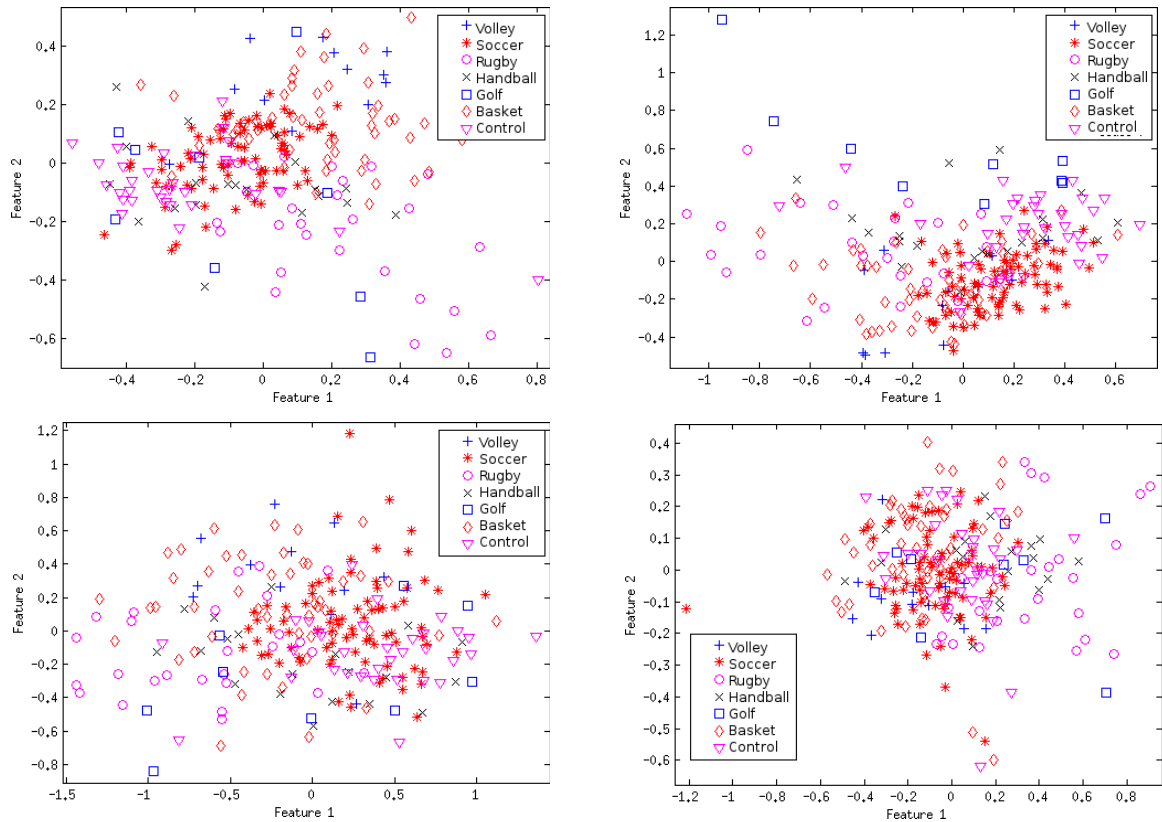 Volley
Soccer
Rugby
Handball
Golf
Basket
Control
0.4
0.2
0
-0.2
-0.4
-0.6
Feature 2
-0.4
-0.2
0
0.2
0.4
0.6
0.8
Feature 1
Volley
Soccer
Rugby
Handball
Golf
Basket
Control
1.2
1
0.8
0.6
0.4
0.2
0
-0.2
-0.4
Feature 2
-1
-0.8
-0.6
-0.4
-0.2
0
0.2
0.4
0.6
Feature 1
Volley
Soccer
Rugby
Handball
Golf
Basket
Control
1.2
1
0.8
0.6
0.4
0.2
0
-0.2
-0.4
-0.6
-0.8
Feature 2
-1.5
-1
-0.5
0
0.5
1
Feature 1
0.4
0.3
0.2
0.1
0
-0.1
-0.2
-0.3
-0.4
-0.5
-0.6
Feature 2
Volley
Soccer
Rugby
Handball
Golf
Basket
Control
-1.2
-1
-0.8
-0.6
-0.4
-0.2
0
0.2
0.4
0.6
0.8
Feature 1